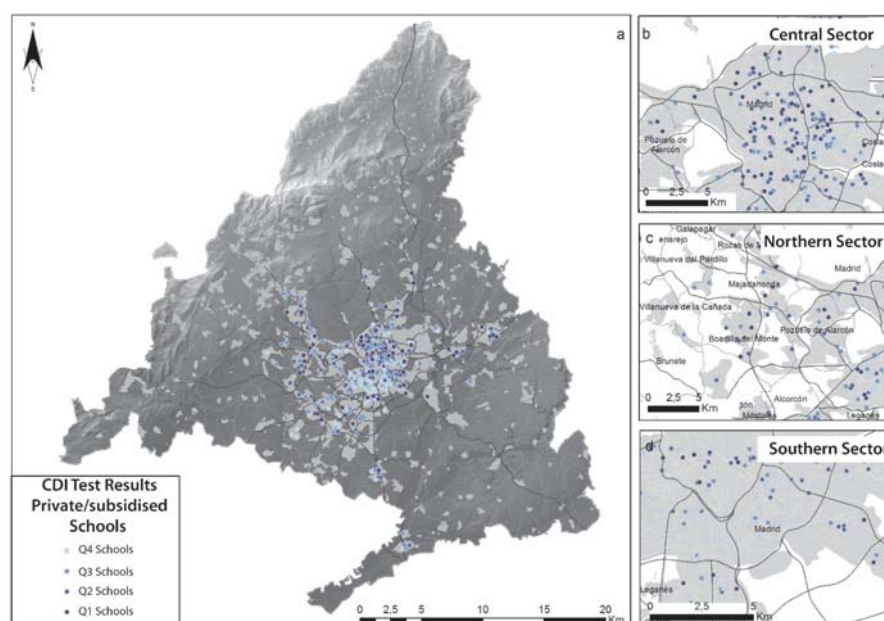 N
S
a
CDI Test Results
Private/subsidised
Schools
Q4 Schools
Q3 Schools
Q2 Schools
Q1 Schools
0 2,5 5 10 15 20
Km
b
Central Sector
Madrid
Pozuelo de
Alarcón
Cosla
Cosla
0 2,5 5
Km
c
Northern Sector
Galapagar
enarejo
Rozas de
Villanueva del Pardillo
Madrid
Majadahonda
Villanueva de la Cañada
Pozuelo de Alarcón
Boadilla del Monte
Brunete
Alcorcón
Móstoles
Leganés
0 2,5 5
Km
d
Southern Sector
Madrid
Leganés
0 2,5 5
Km